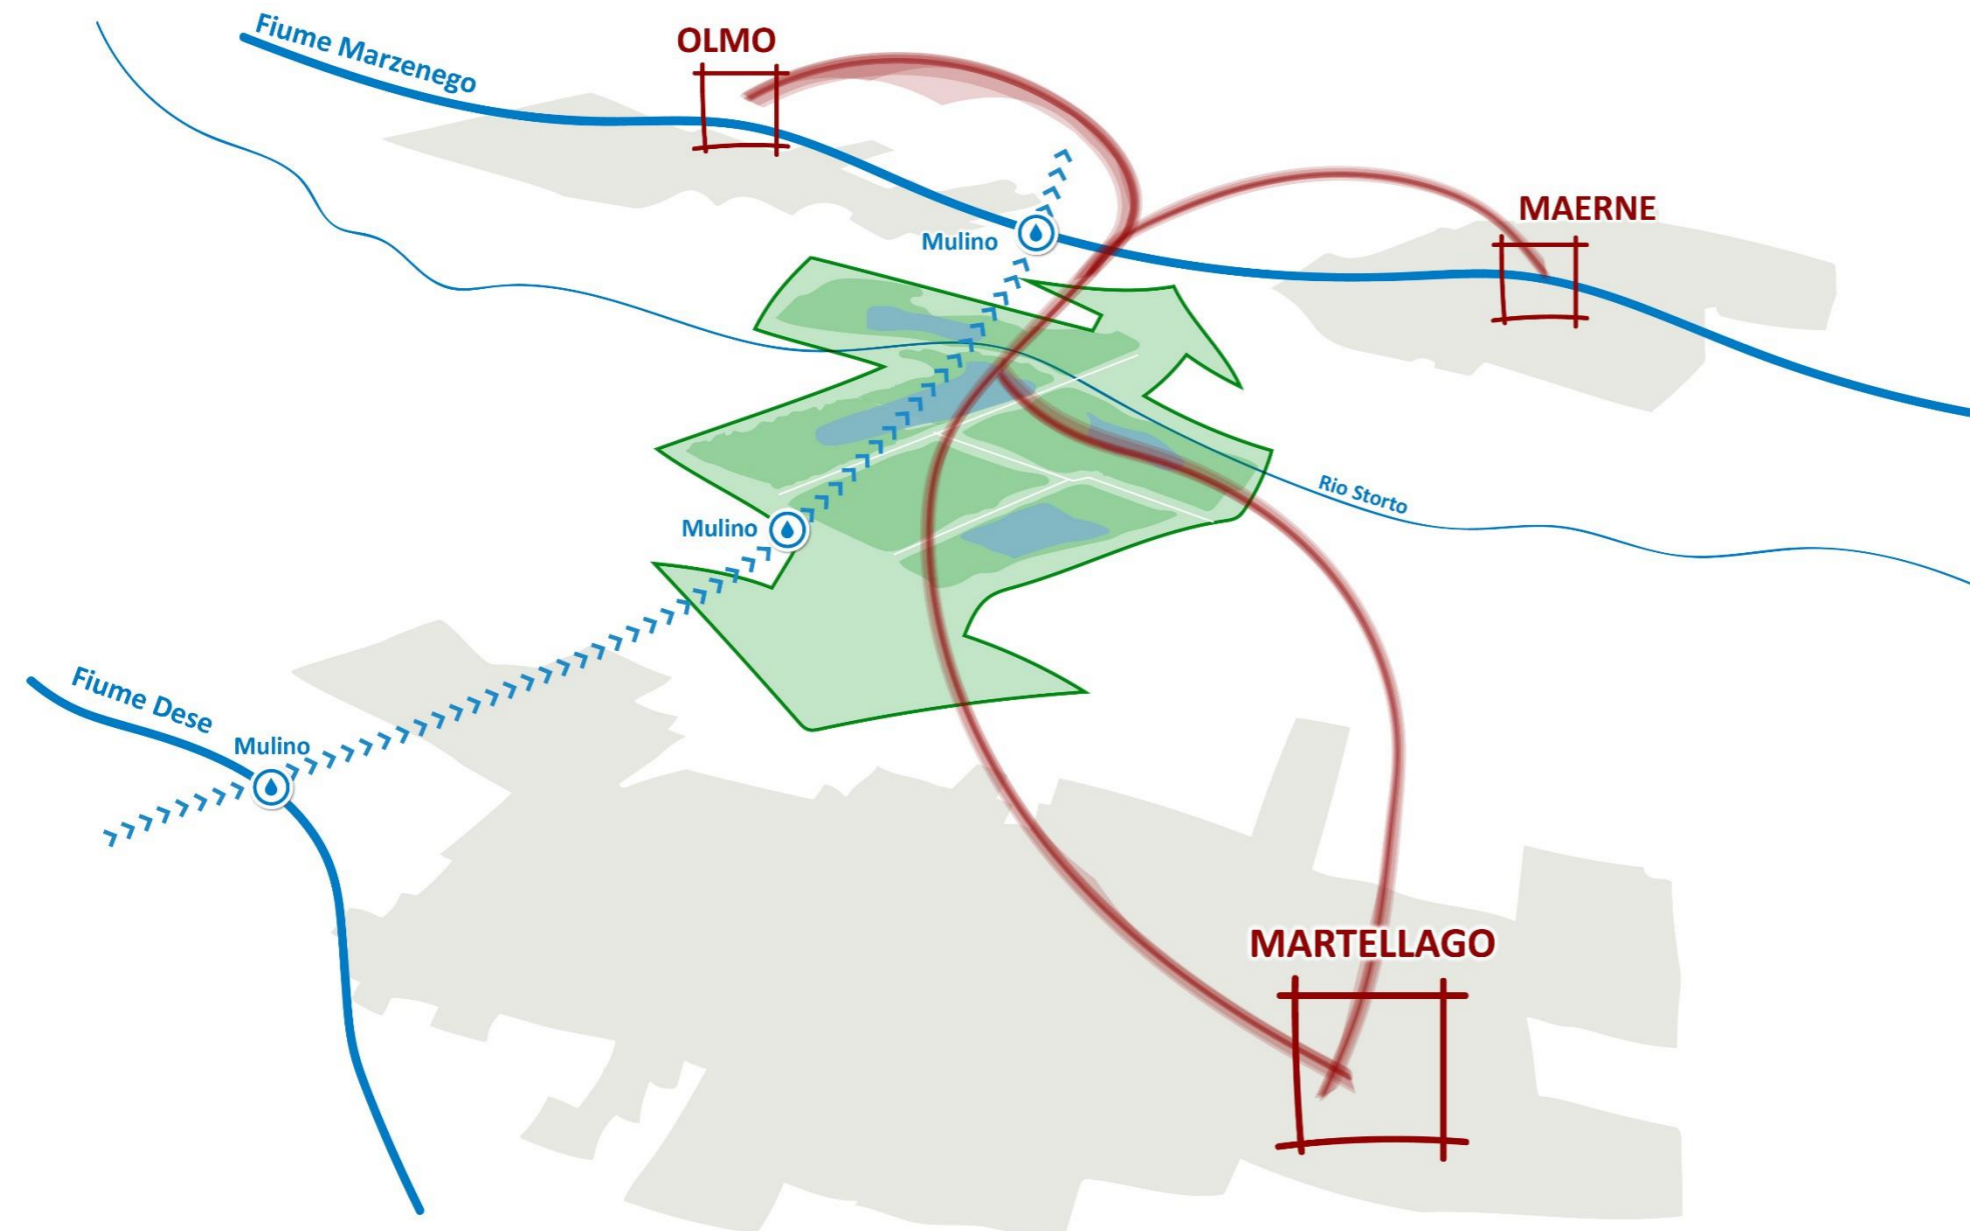 Fiume Marzenego
OLMO
MAERNE
Mulino
Rio Storto
Mulino
Fiume Dese
Mulino
MARTELLAGO